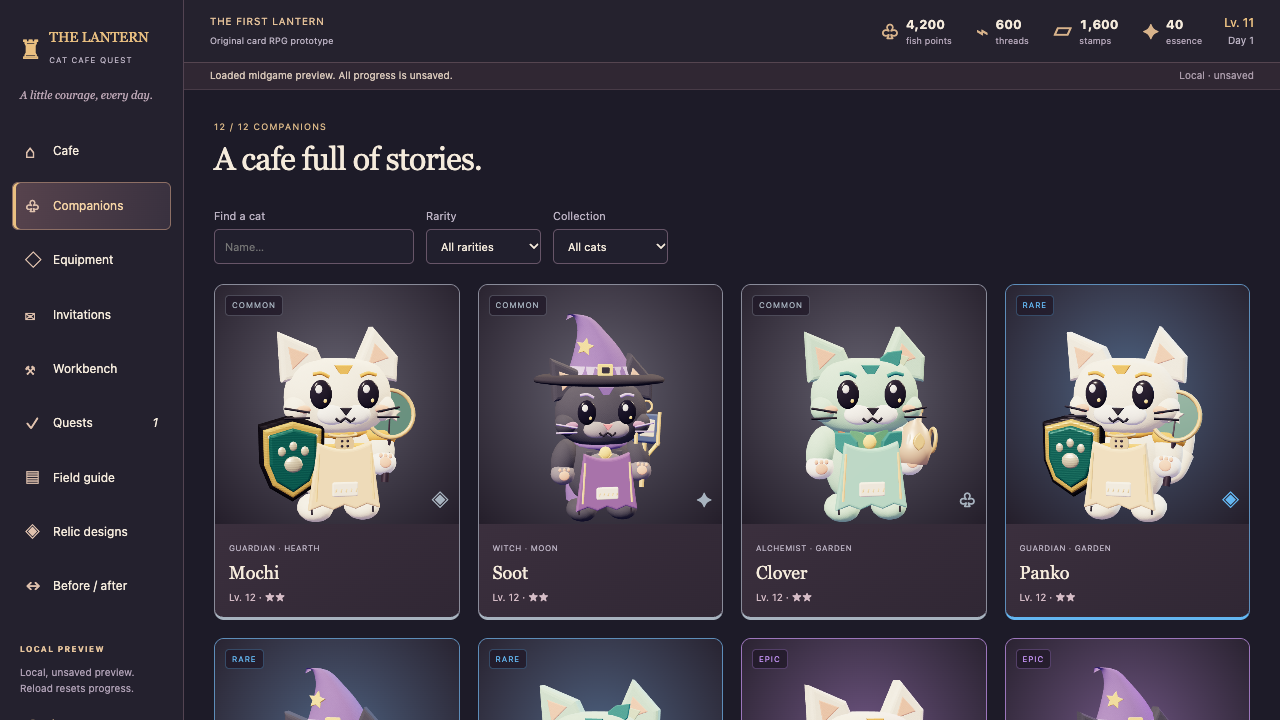 THE LANTERN
CAT CAFE QUEST
A little courage, every day.
Cafe
Companions
Equipment
Invitations
Workbench
Quests 1
Field guide
Relic designs
Before / after
LOCAL PREVIEW
Local, unsaved preview.
Reload resets progress.
THE FIRST LANTERN
Original card RPG prototype
4,200
fish points
600
threads
1,600
stamps
40
essence
Lv. 11
Day 1
Loaded midgame preview. All progress is unsaved.
Local · unsaved
12 / 12 COMPANIONS
A cafe full of stories.
Find a cat
Name...
Rarity
All rarities
Collection
All cats
COMMON
GUARDIAN · HEARTH
Mochi
Lv. 12 · ★★
COMMON
WITCH · MOON
Soot
Lv. 12 · ★★
COMMON
ALCHEMIST · GARDEN
Clover
Lv. 12 · ★★
RARE
GUARDIAN · GARDEN
Panko
Lv. 12 · ★★
RARE
RARE
EPIC
EPIC